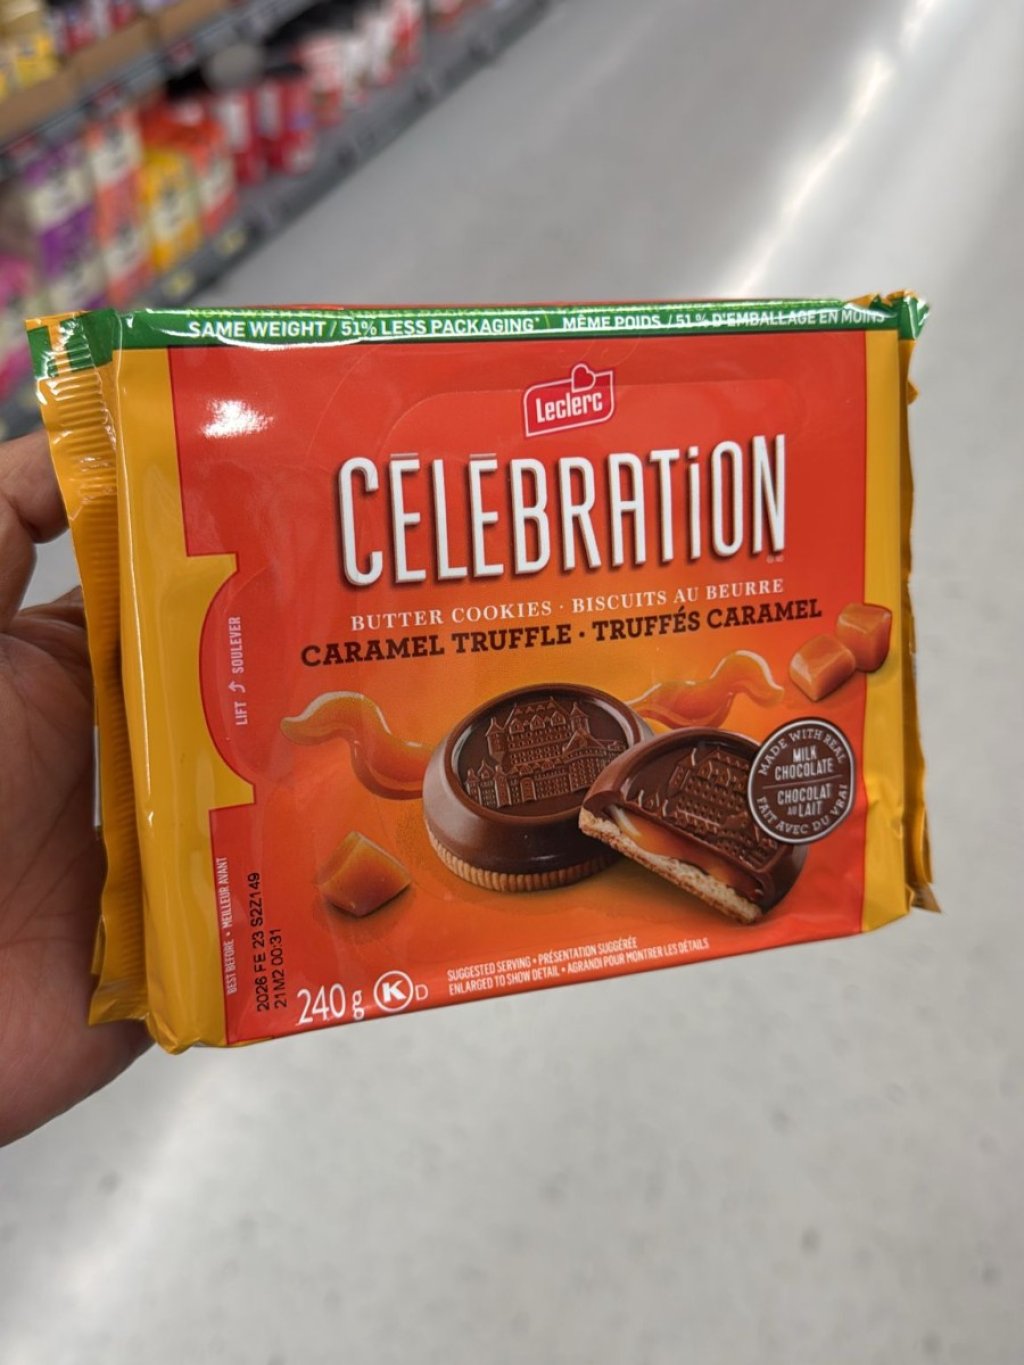 SAME WEIGHT / 51% LESS PACKAGING* MÊME POIDS / 51 % D'EMBALLAGE EN MOINS*
Leclerc
CĒLĒBRATiON
BUTTER COOKIES · BISCUITS AU BEURRE
CARAMEL TRUFFLE · TRUFFÉS CARAMEL
LIFT SOULEVER
MADE WITH REAL
MILK
CHOCOLATE
CHOCOLAT
AU LAIT
FAIT AVEC DU VRAI
BEST BEFORE • MEILLEUR AVANT
2026 FE 23 S2Z149
21M2 00:31
240 g K D
SUGGESTED SERVING • PRÉSENTATION SUGGÉRÉE
ENLARGED TO SHOW DETAIL • AGRANDI POUR MONTRER LES DÉTAILS